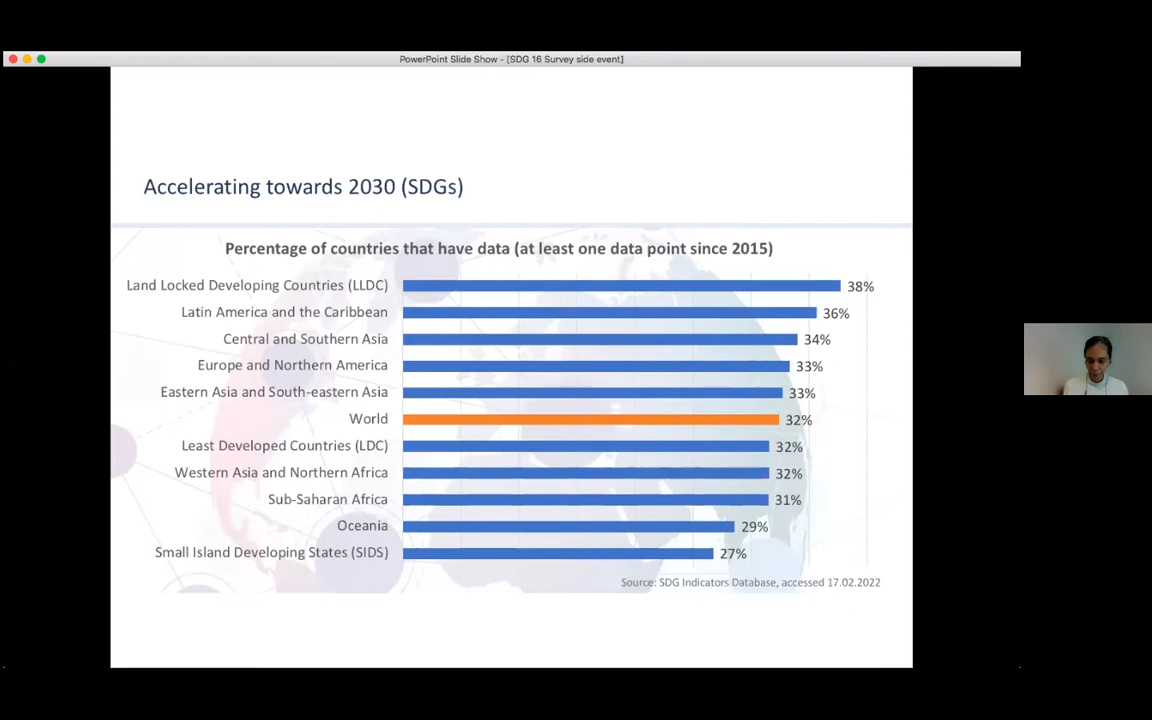 PowerPoint Slide Show - [SDG 16 Survey side event]
Accelerating towards 2030 (SDGs)
Percentage of countries that have data (at least one data point since 2015)
Land Locked Developing Countries (LLDC) 38%
Latin America and the Caribbean 36%
Central and Southern Asia 34%
Europe and Northern America 33%
Eastern Asia and South-eastern Asia 33%
World 32%
Least Developed Countries (LDC) 32%
Western Asia and Northern Africa 32%
Sub-Saharan Africa 31%
Oceania 29%
Small Island Developing States (SIDS) 27%
Source: SDG Indicators Database, accessed 17.02.2022